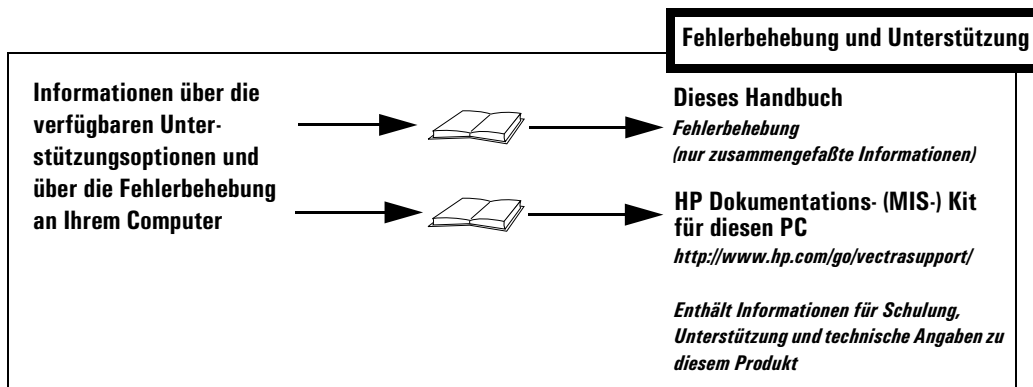 Fehlerbehebung und Unterstützung
Informationen über die
verfügbaren Unter-
stützungsoptionen und
über die Fehlerbehebung
an Ihrem Computer
Dieses Handbuch
Fehlerbehebung
(nur zusammengefaßte Informationen)
HP Dokumentations- (MIS-) Kit
für diesen PC
http://www.hp.com/go/vectrasupport/
Enthält Informationen für Schulung,
Unterstützung und technische Angaben zu
diesem Produkt